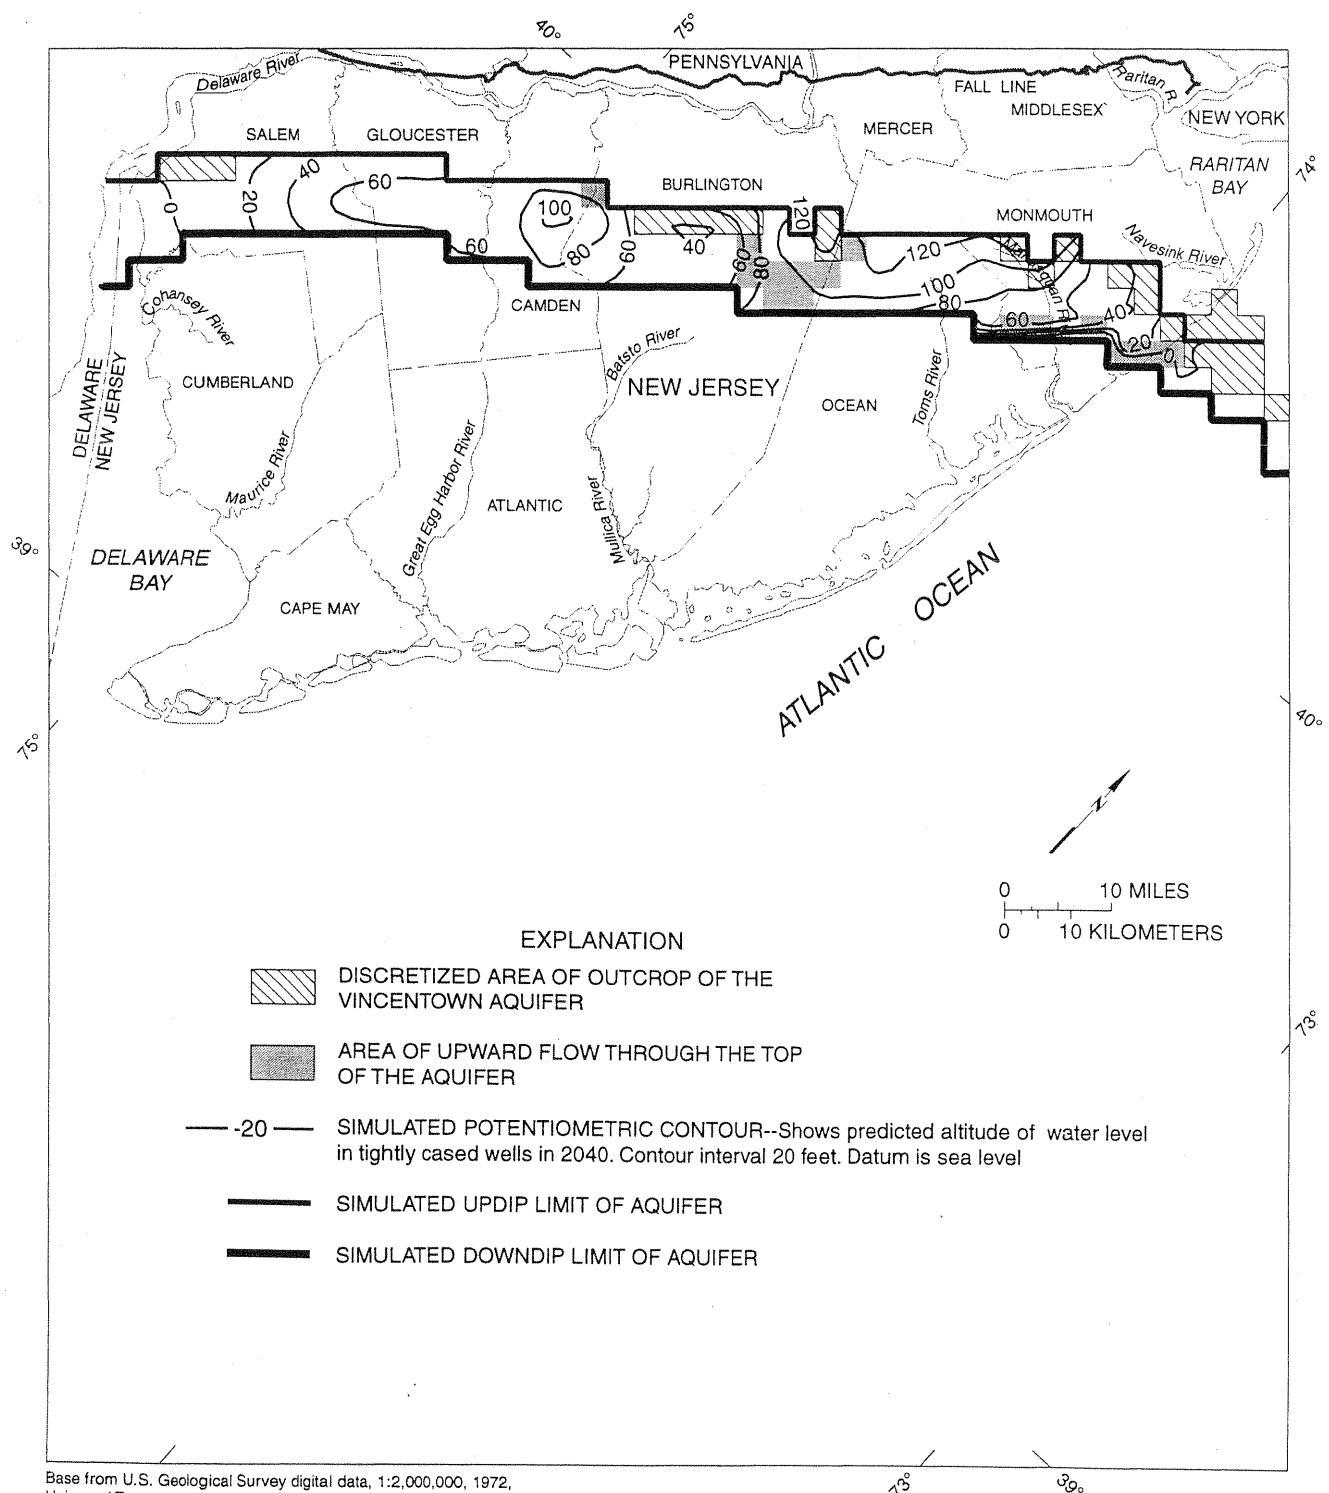 40°
75°
PENNSYLVANIA
Delaware River
Raritan R.
FALL LINE
MIDDLESEX
NEW YORK
SALEM
GLOUCESTER
MERCER
RARITAN
BAY
74°
BURLINGTON
MONMOUTH
Navesink River
0
20
40
60
60
100
80
60
40
60
80
120
120
100
80
60
40
20
0
Manasquan R.
Cohansey River
CAMDEN
Batsto River
CUMBERLAND
NEW JERSEY
OCEAN
Toms River
DELAWARE
NEW JERSEY
Maurice River
Great Egg Harbor River
ATLANTIC
Mullica River
39°
DELAWARE
BAY
CAPE MAY
ATLANTIC OCEAN
75°
40°
N
0 10 MILES
0 10 KILOMETERS
73°
EXPLANATION
DISCRETIZED AREA OF OUTCROP OF THE
VINCENTOWN AQUIFER
AREA OF UPWARD FLOW THROUGH THE TOP
OF THE AQUIFER
-20
SIMULATED POTENTIOMETRIC CONTOUR--Shows predicted altitude of water level
in tightly cased wells in 2040. Contour interval 20 feet. Datum is sea level
SIMULATED UPDIP LIMIT OF AQUIFER
SIMULATED DOWNDIP LIMIT OF AQUIFER
Base from U.S. Geological Survey digital data, 1:2,000,000, 1972,
73°
39°